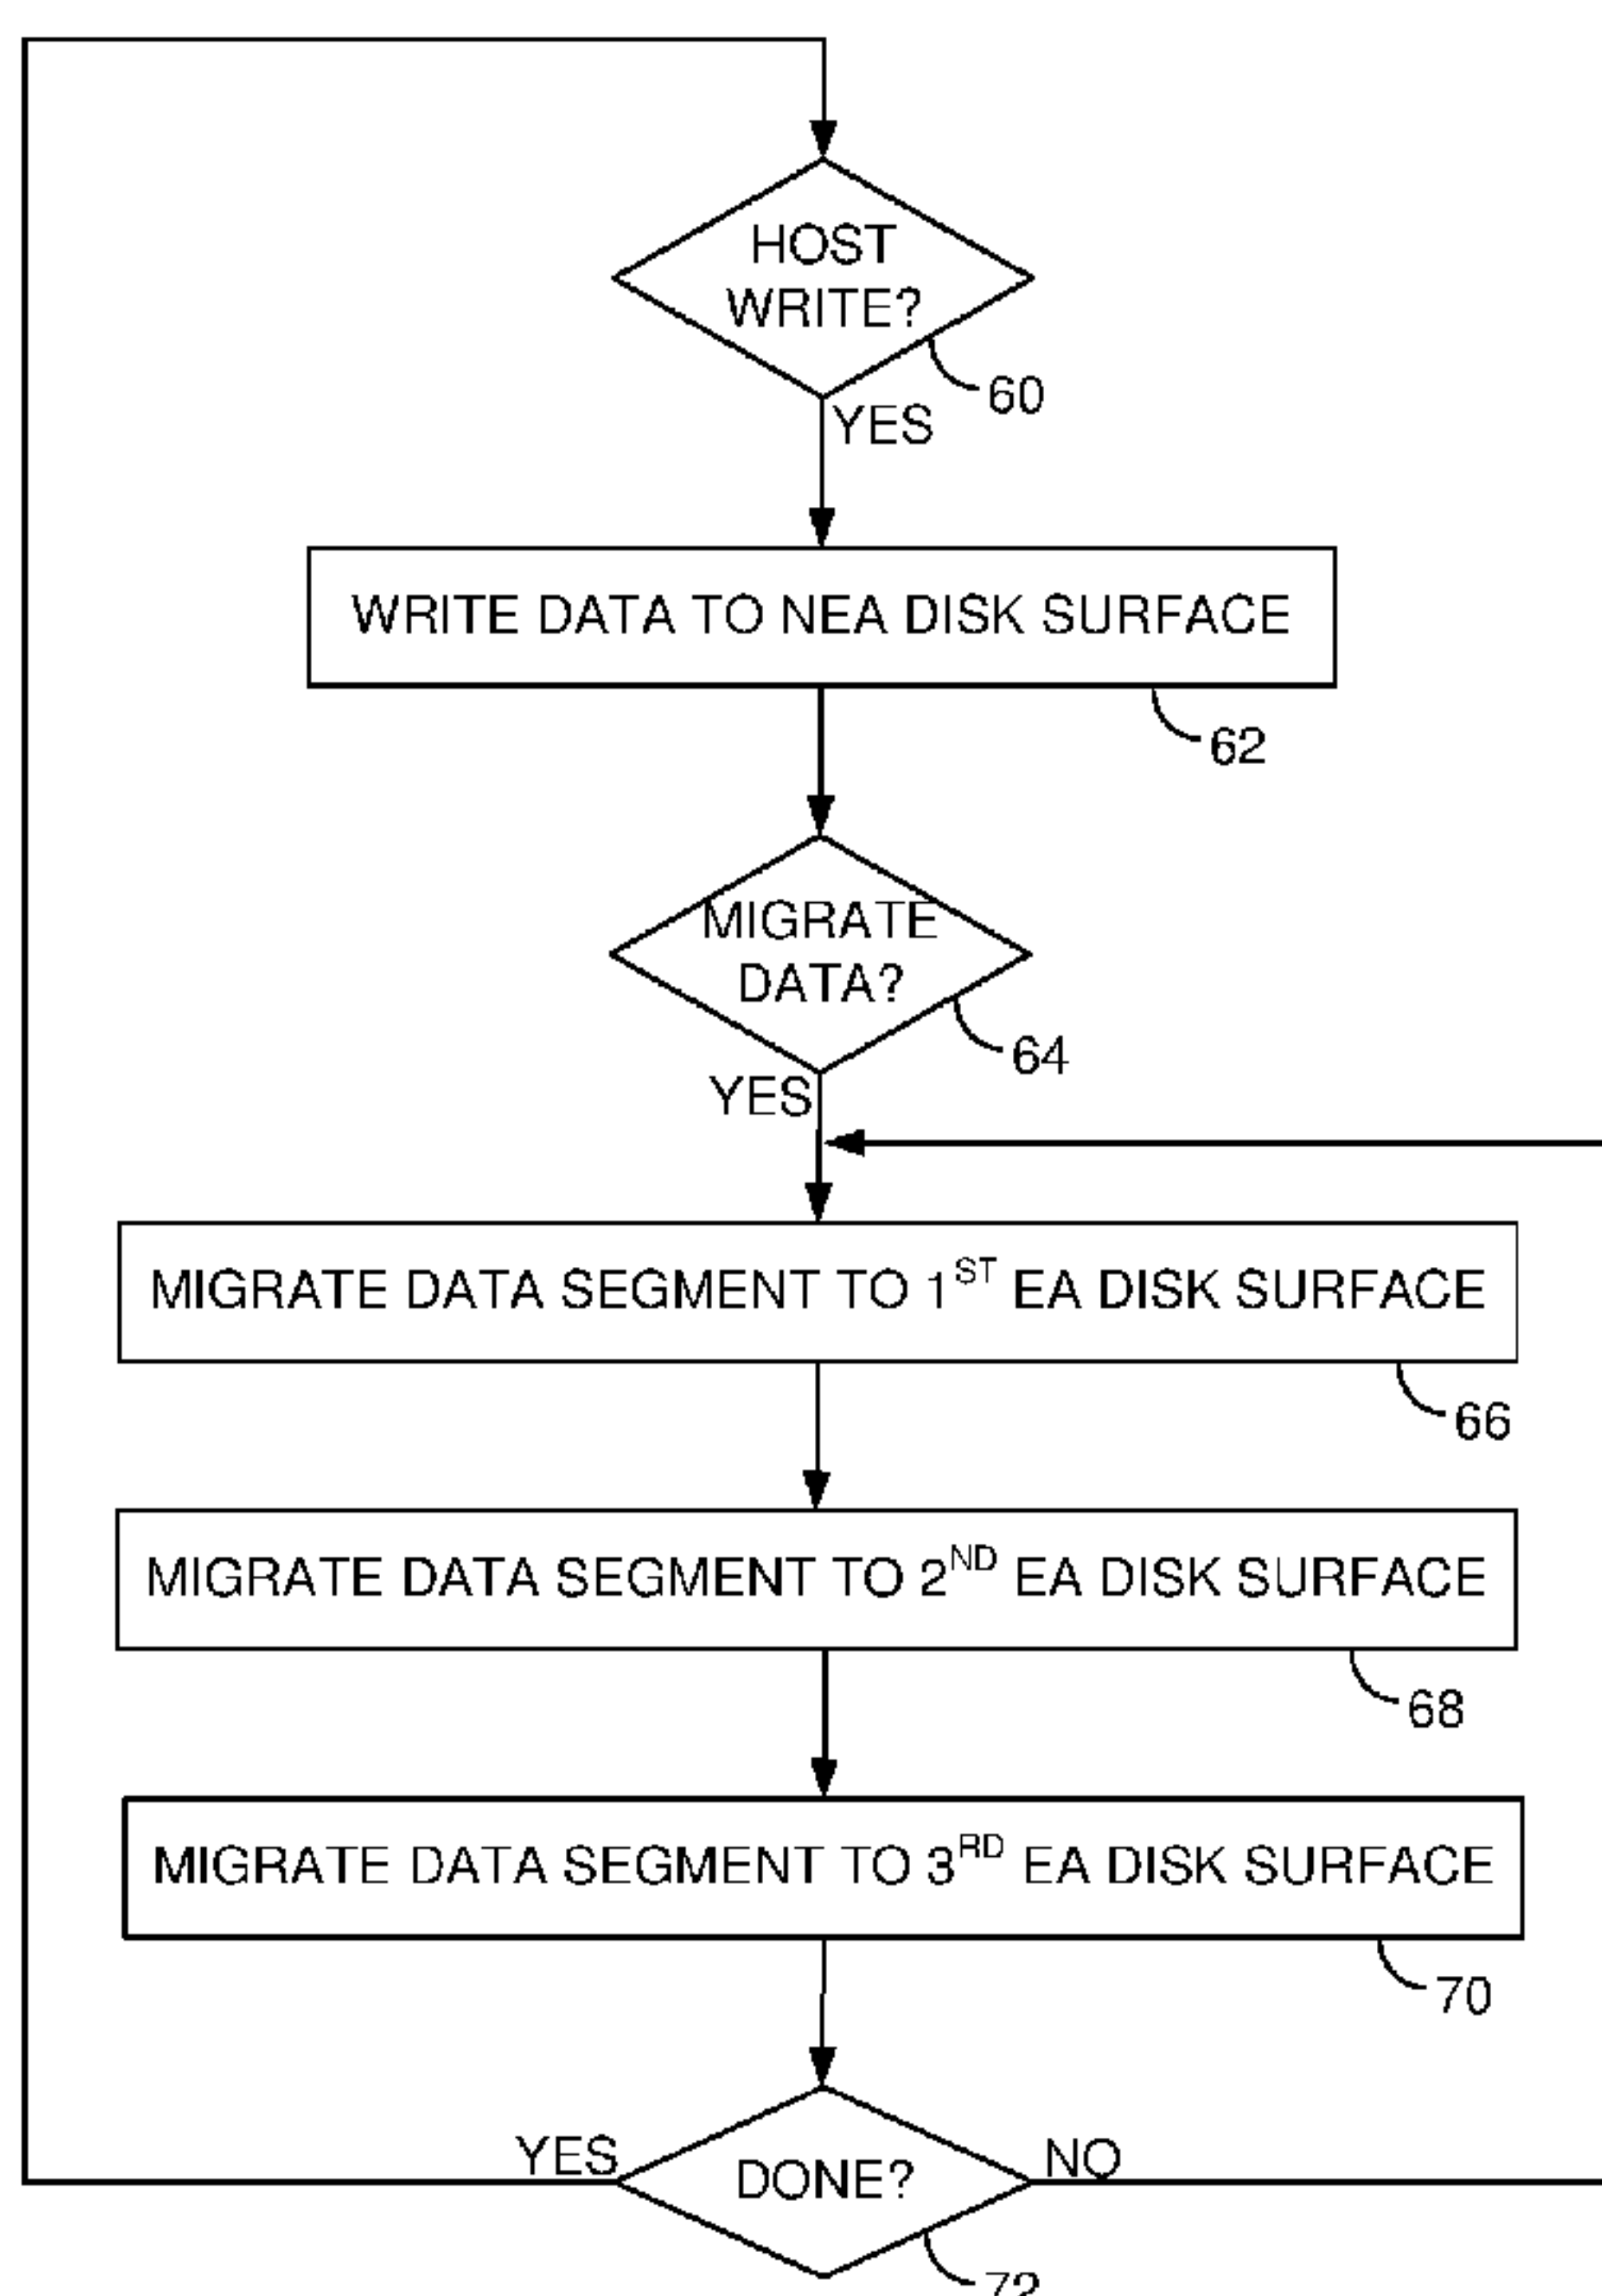 HOST
WRITE?
60
YES
WRITE DATA TO NEA DISK SURFACE
62
MIGRATE
DATA?
64
YES
MIGRATE DATA SEGMENT TO 1ST EA DISK SURFACE
66
MIGRATE DATA SEGMENT TO 2ND EA DISK SURFACE
68
MIGRATE DATA SEGMENT TO 3RD EA DISK SURFACE
70
YES
DONE?
NO
72